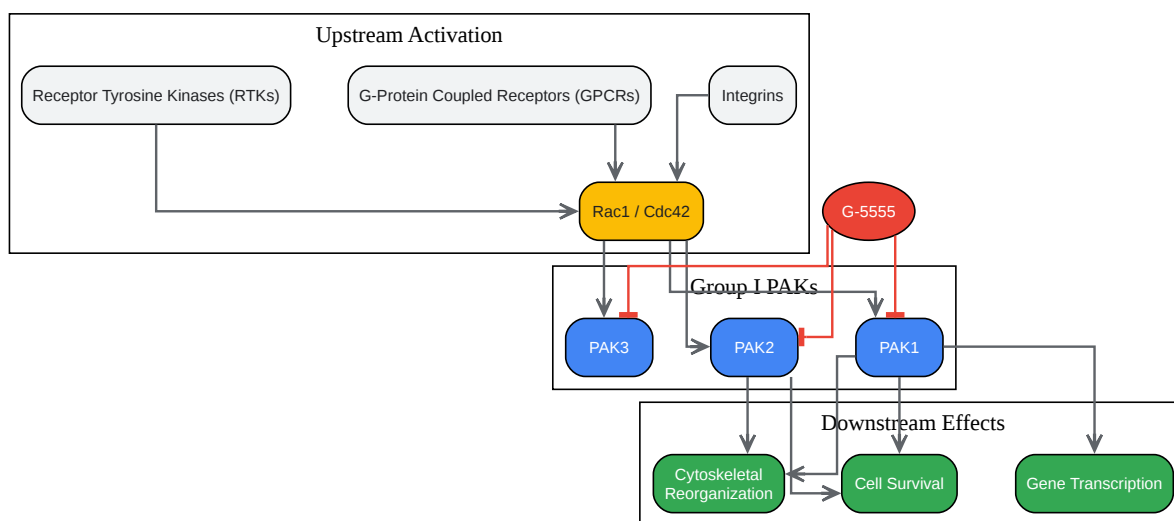 Upstream Activation
Receptor Tyrosine Kinases (RTKs)
G-Protein Coupled Receptors (GPCRs)
Integrins
Rac1 / Cdc42
G-5555
Group I PAKs
PAK3
PAK2
PAK1
Downstream Effects
Cytoskeletal
Reorganization
Cell Survival
Gene Transcription